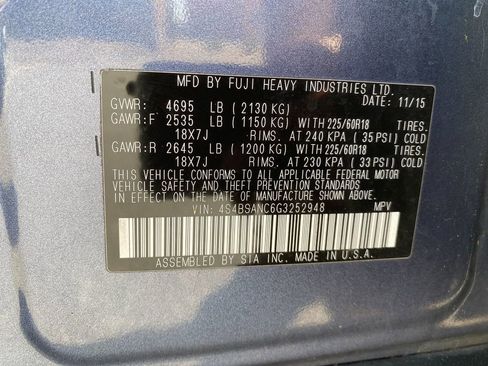 MFD. BY FUJI HEAVY INDUSTRIES LTD.
GVWR: 4695 LB ( 2130 KG) DATE: 11/15
GAWR:F 2535 LB ( 1150 KG) WITH 225/60R18 TIRES.
18X7J RIMS. AT 240 KPA ( 35 PSI) COLD
GAWR:R 2645 LB ( 1200 KG) WITH 225/60R18 TIRES.
18X7J RIMS. AT 230 KPA ( 33 PSI) COLD
THIS VEHICLE CONFORMS TO ALL APPLICABLE FEDERAL MOTOR
VEHICLE SAFETY AND THEFT PREVENTION STANDARDS
IN EFFECT ON THE DATE OF MANUFACTURE SHOWN ABOVE.
VIN: 4S4BSANC6G3252948 MPV
ASSEMBLED BY SIA INC. MADE IN U.S.A.